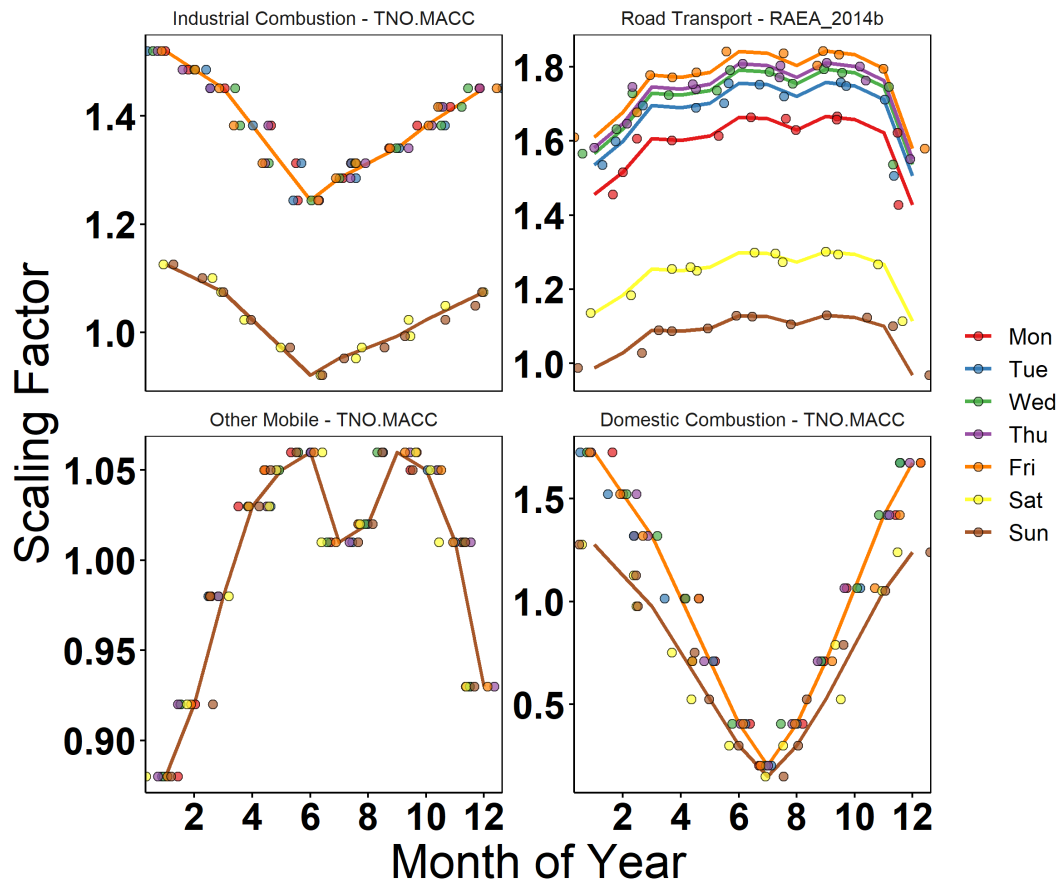 Industrial Combustion - TNO.MACC
Road Transport - RAEA_2014b
1.4
1.2
1.0
1.8
1.6
1.4
1.2
1.0
Scaling Factor
Other Mobile - TNO.MACC
Domestic Combustion - TNO.MACC
1.05
1.00
0.95
0.90
1.5
1.0
0.5
2 4 6 8 10 12
2 4 6 8 10 12
Month of Year
Mon
Tue
Wed
Thu
Fri
Sat
Sun